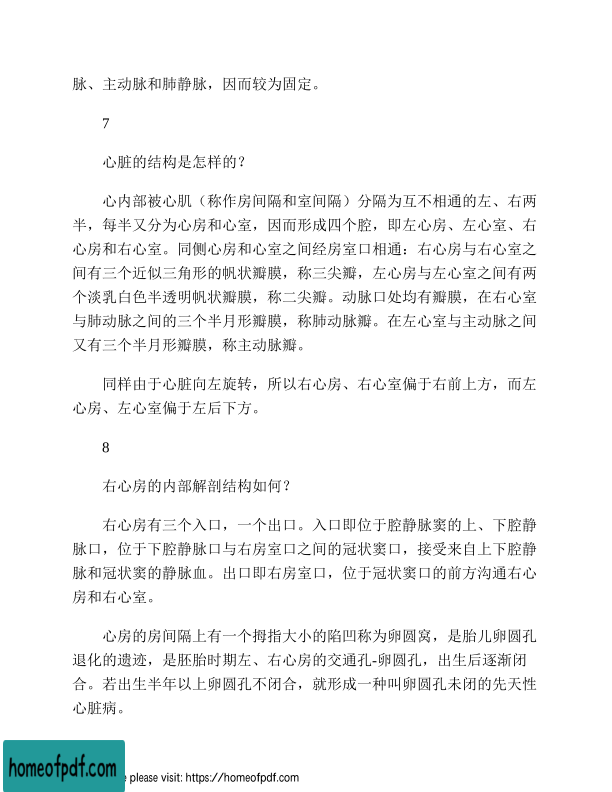 脉、主动脉和肺静脉，因而较为固定。
7
心脏的结构是怎样的？
心内部被心肌（称作房间隔和室间隔）分隔为互不相通的左、右两
半，每半又分为心房和心室，因而形成四个腔，即左心房、左心室、右
心房和右心室。同侧心房和心室之间经房室口相通：右心房与右心室之
间有三个近似三角形的帆状瓣膜，称三尖瓣，左心房与左心室之间有两
个淡乳白色半透明帆状瓣膜，称二尖瓣。动脉口处均有瓣膜，在右心室
与肺动脉之间的三个半月形瓣膜，称肺动脉瓣。在左心室与主动脉之间
又有三个半月形瓣膜，称主动脉瓣。
同样由于心脏向左旋转，所以右心房、右心室偏于右前上方，而左
心房、左心室偏于左后下方。
8
右心房的内部解剖结构如何？
右心房有三个入口，一个出口。入口即位于腔静脉窦的上、下腔静
脉口，位于下腔静脉口与右房室口之间的冠状窦口，接受来自上下腔静
脉和冠状窦的静脉血。出口即右房室口，位于冠状窦口的前方沟通右心
房和右心室。
心房的房间隔上有一个拇指大小的陷凹称为卵圆窝，是胎儿卵圆孔
退化的遗迹，是胚胎时期左、右心房的交通孔-卵圆孔，出生后逐渐闭
合。若出生半年以上卵圆孔不闭合，就形成一种叫卵圆孔未闭的先天性
心脏病。
homeofpdf.com
please visit: https://homeofpdf.com